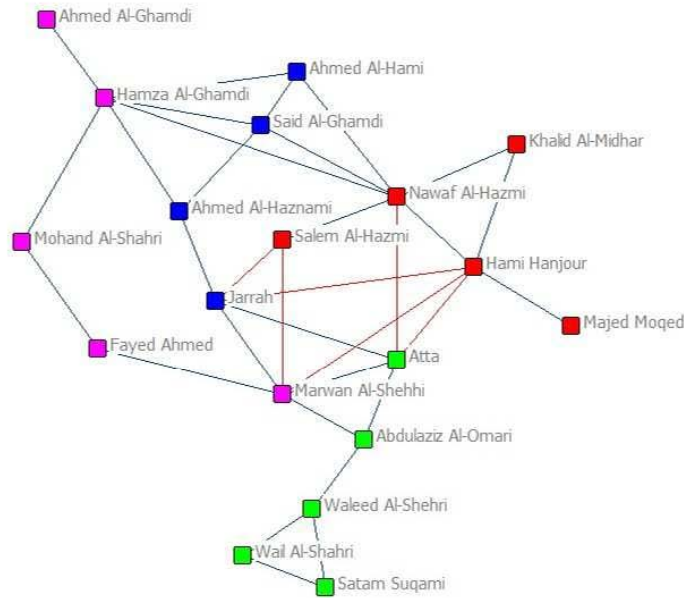 Ahmed Al-Ghamdi
Ahmed Al-Hami
Hamza Al-Ghamdi
Said Al-Ghamdi
Khalid Al-Midhar
Nawaf Al-Hazmi
Ahmed Al-Haznami
Mohand Al-Shahri
Salem Al-Hazmi
Hami Hanjour
Jarrah
Majed Moqed
Fayed Ahmed
Atta
Marwan Al-Shehhi
Abdulaziz Al-Omari
Waleed Al-Shehri
Wail Al-Shahri
Satam Suqami